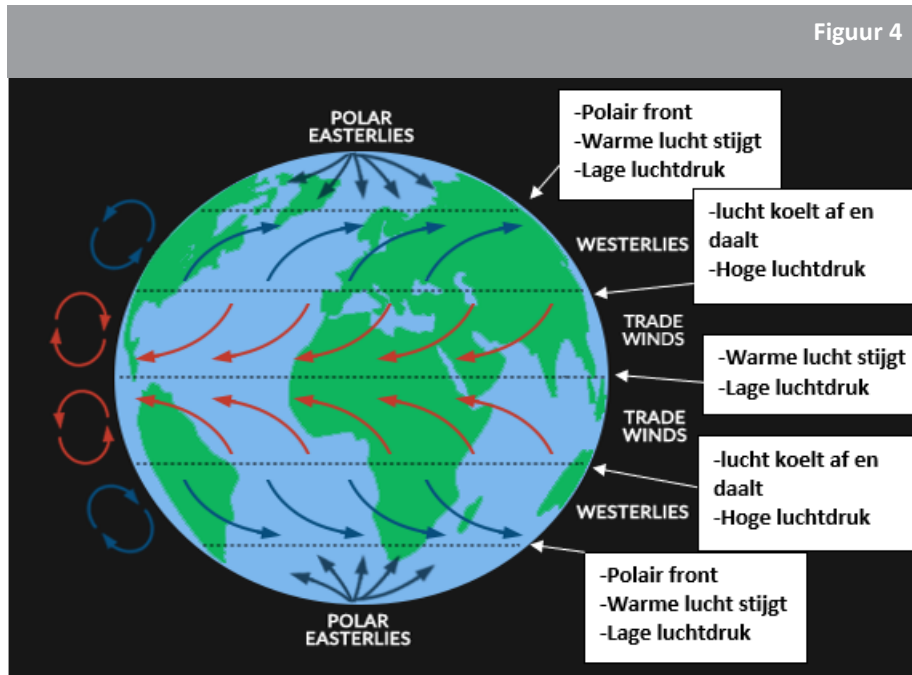 Figuur 4
POLAR
EASTERLIES
-Polair front
-Warme lucht stijgt
-Lage luchtdruk
WESTERLIES
-lucht koelt af en
daalt
-Hoge luchtdruk
TRADE
WINDS
-Warme lucht stijgt
-Lage luchtdruk
TRADE
WINDS
-lucht koelt af en
daalt
-Hoge luchtdruk
WESTERLIES
-Polair front
-Warme lucht stijgt
-Lage luchtdruk
POLAR
EASTERLIES